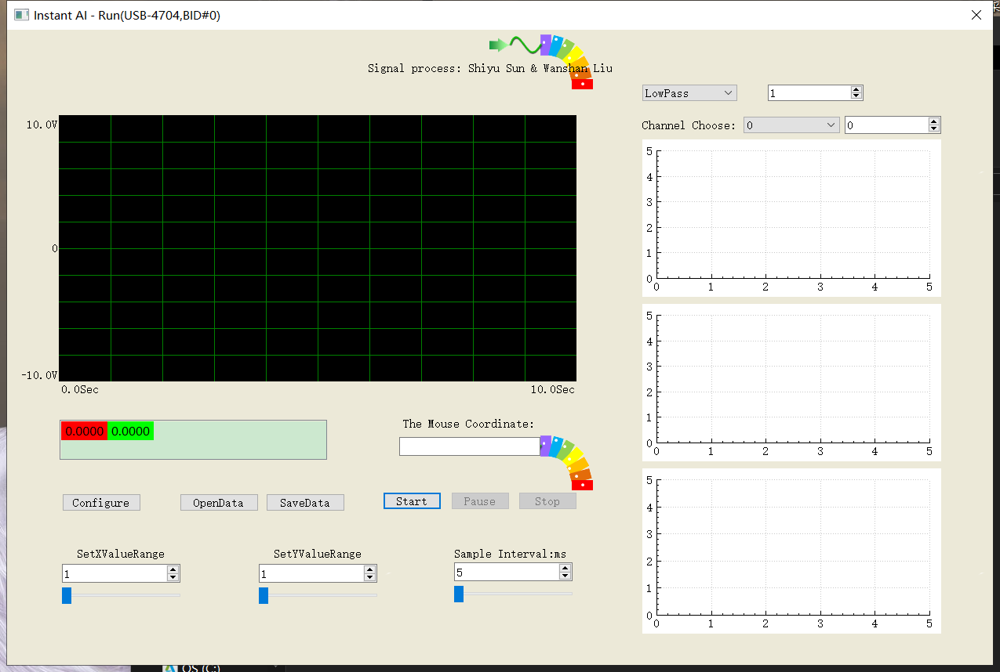 Instant AI - Run(USB-4704,BID#0)
Signal process: Shiyu Sun & Wanshan Liu
LowPass 1
Channel Choose: 0 0
10.0V
0
-10.0V
0.0Sec 10.0Sec
5
4
3
2
1
0
0 1 2 3 4 5
5
4
3
2
1
0
0 1 2 3 4 5
5
4
3
2
1
0
0 1 2 3 4 5
The Mouse Coordinate:
0.0000 0.0000
Configure OpenData SaveData Start Pause Stop
SetXValueRange SetYValueRange Sample Interval:ms
1 1 5
OS (C:)